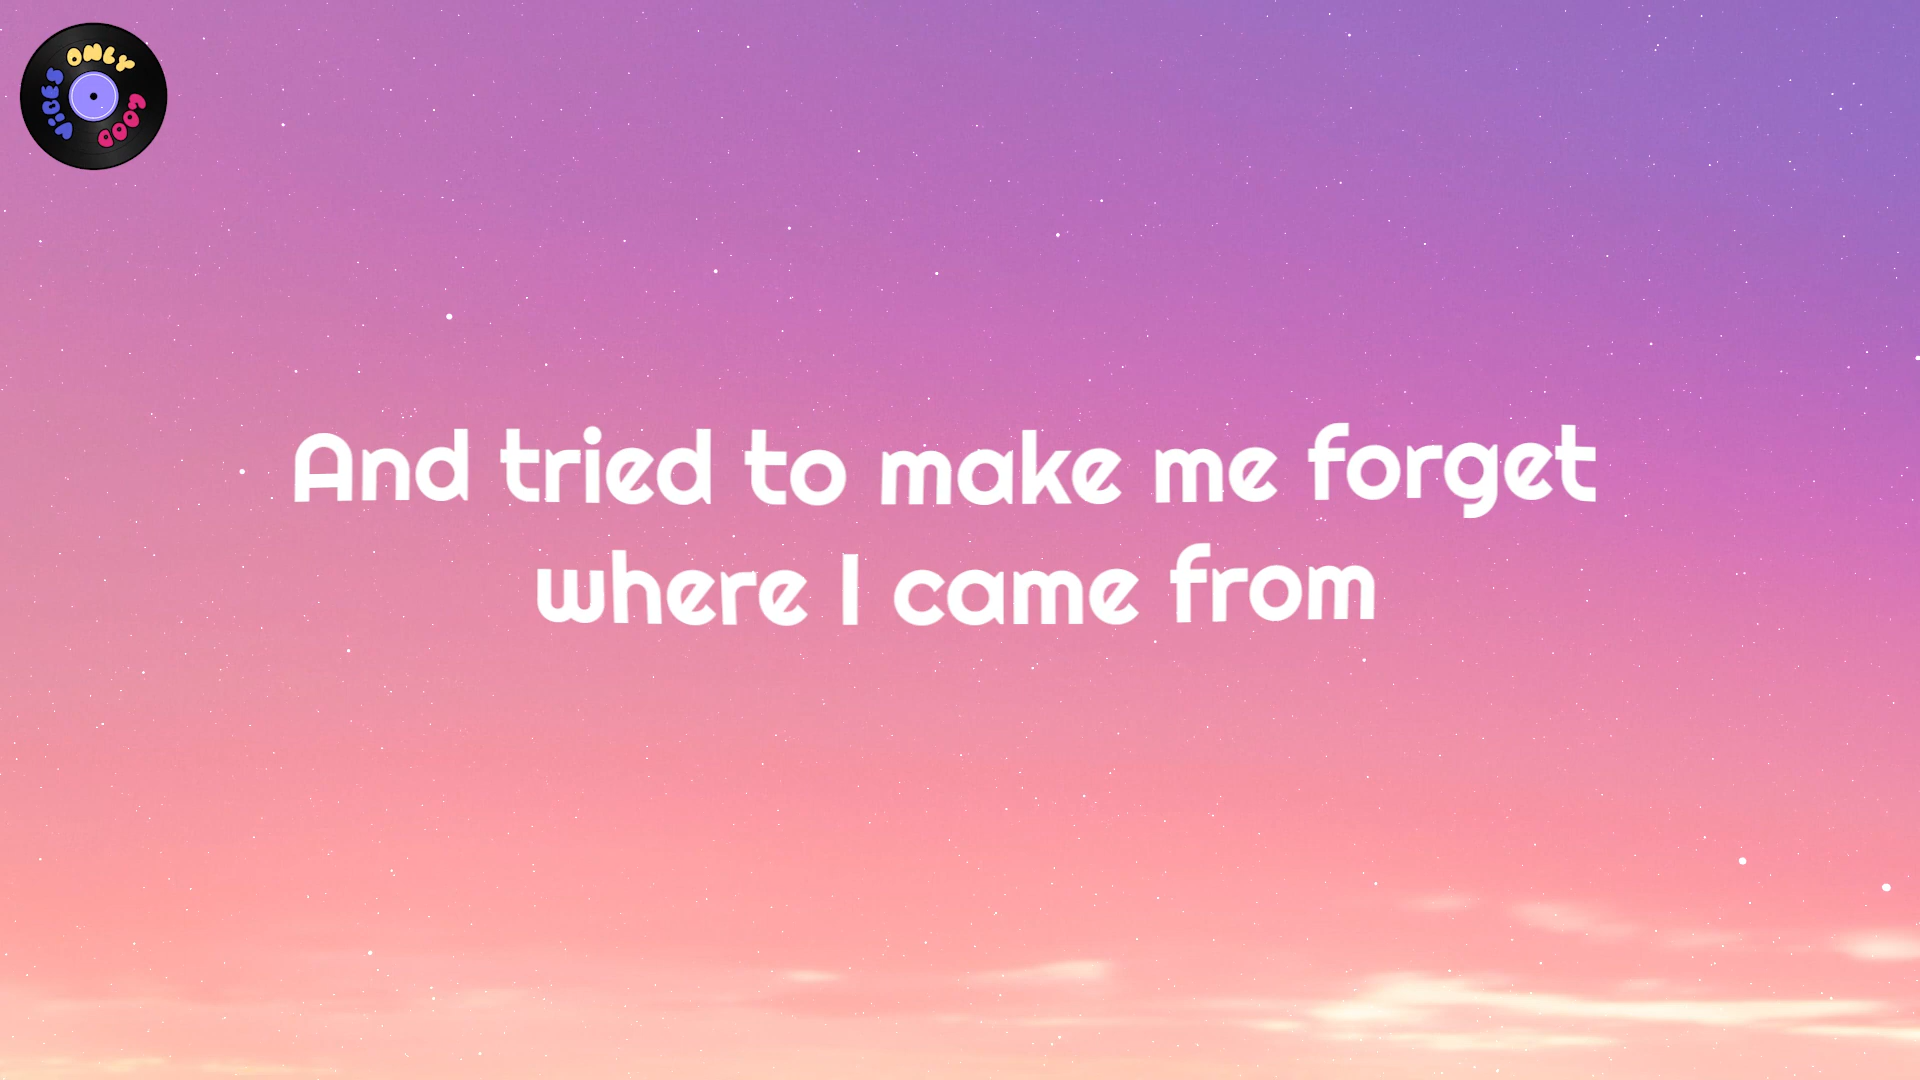 ONLY
GOOD
ViBES
And tried to make me forget
where I came from